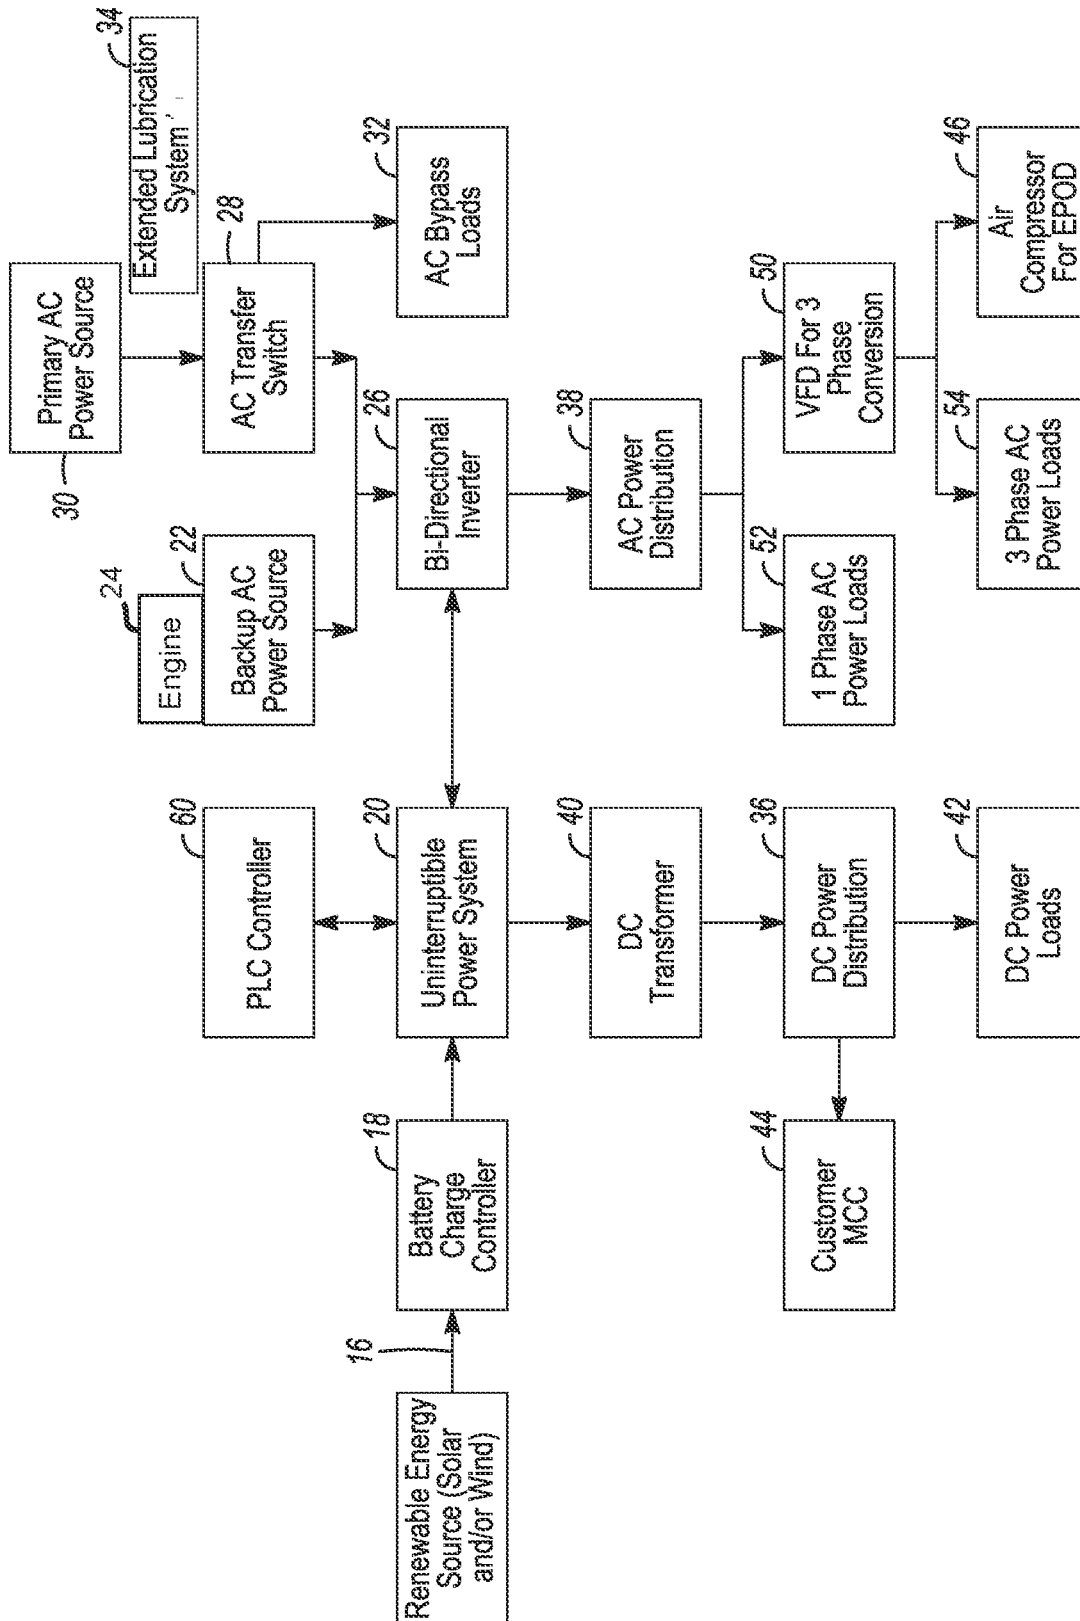 34
Extended Lubrication
System'
Primary AC
Power Source
30
28
AC Transfer
Switch
32
AC Bypass
Loads
24
Engine
22
Backup AC
Power Source
26
Bi-Directional
Inverter
38
AC Power
Distribution
50
VFD For 3
Phase
Conversion
46
Air
Compressor
For EPOD
52
1 Phase AC
Power Loads
54
3 Phase AC
Power Loads
60
PLC Controller
20
Uninterruptible
Power System
40
DC
Transformer
36
DC Power
Distribution
42
DC Power
Loads
18
Battery
Charge
Controller
44
Customer
MCC
16
Renewable Energy
Source (Solar
and/or Wind)